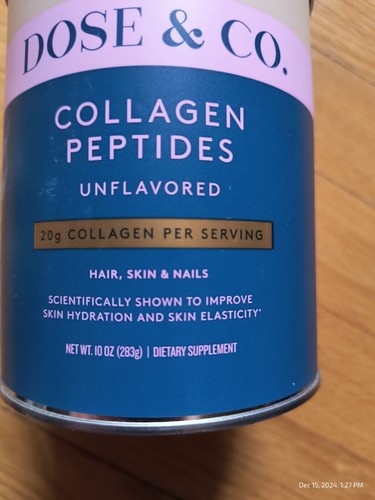 DOSE & CO.
COLLAGEN
PEPTIDES
UNFLAVORED
20g COLLAGEN PER SERVING
HAIR, SKIN & NAILS
SCIENTIFICALLY SHOWN TO IMPROVE
SKIN HYDRATION AND SKIN ELASTICITY*
NET WT. 10 OZ (283g) | DIETARY SUPPLEMENT
Dec 15, 2024, 1:27 PM